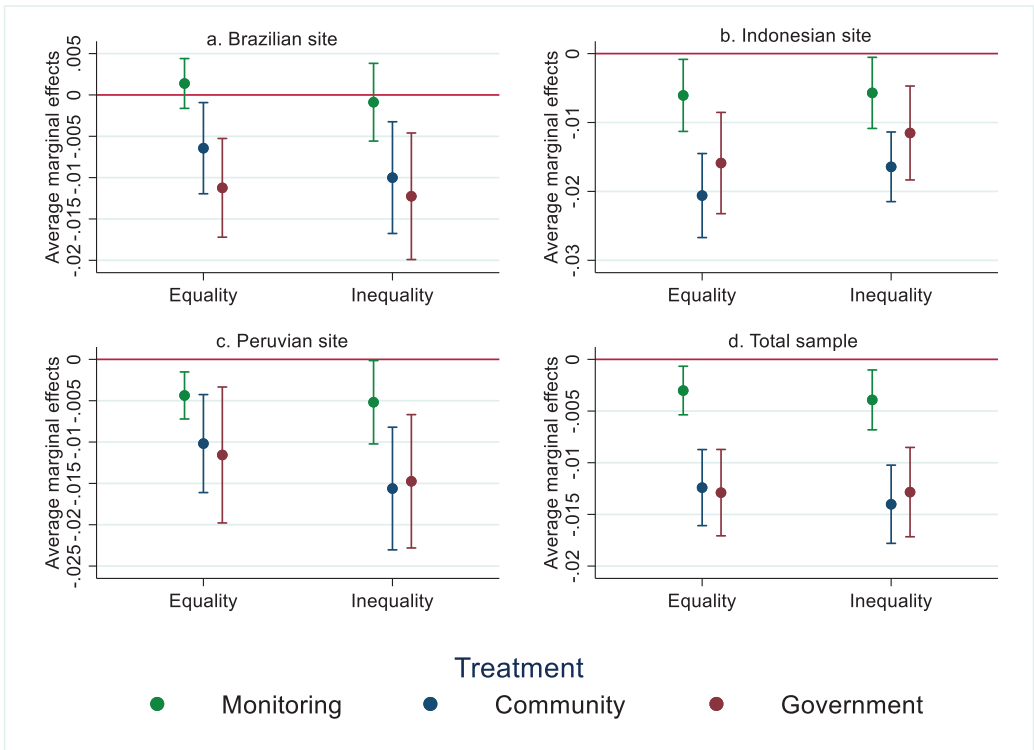 a. Brazilian site
Average marginal effects
.005
0
-.005
-.01
-.015
-.02
Equality
Inequality
b. Indonesian site
Average marginal effects
0
-.01
-.02
-.03
Equality
Inequality
c. Peruvian site
Average marginal effects
0
-.005
-.01
-.015
-.02
-.025
Equality
Inequality
d. Total sample
Average marginal effects
0
-.005
-.01
-.015
-.02
Equality
Inequality
Treatment
Monitoring
Community
Government